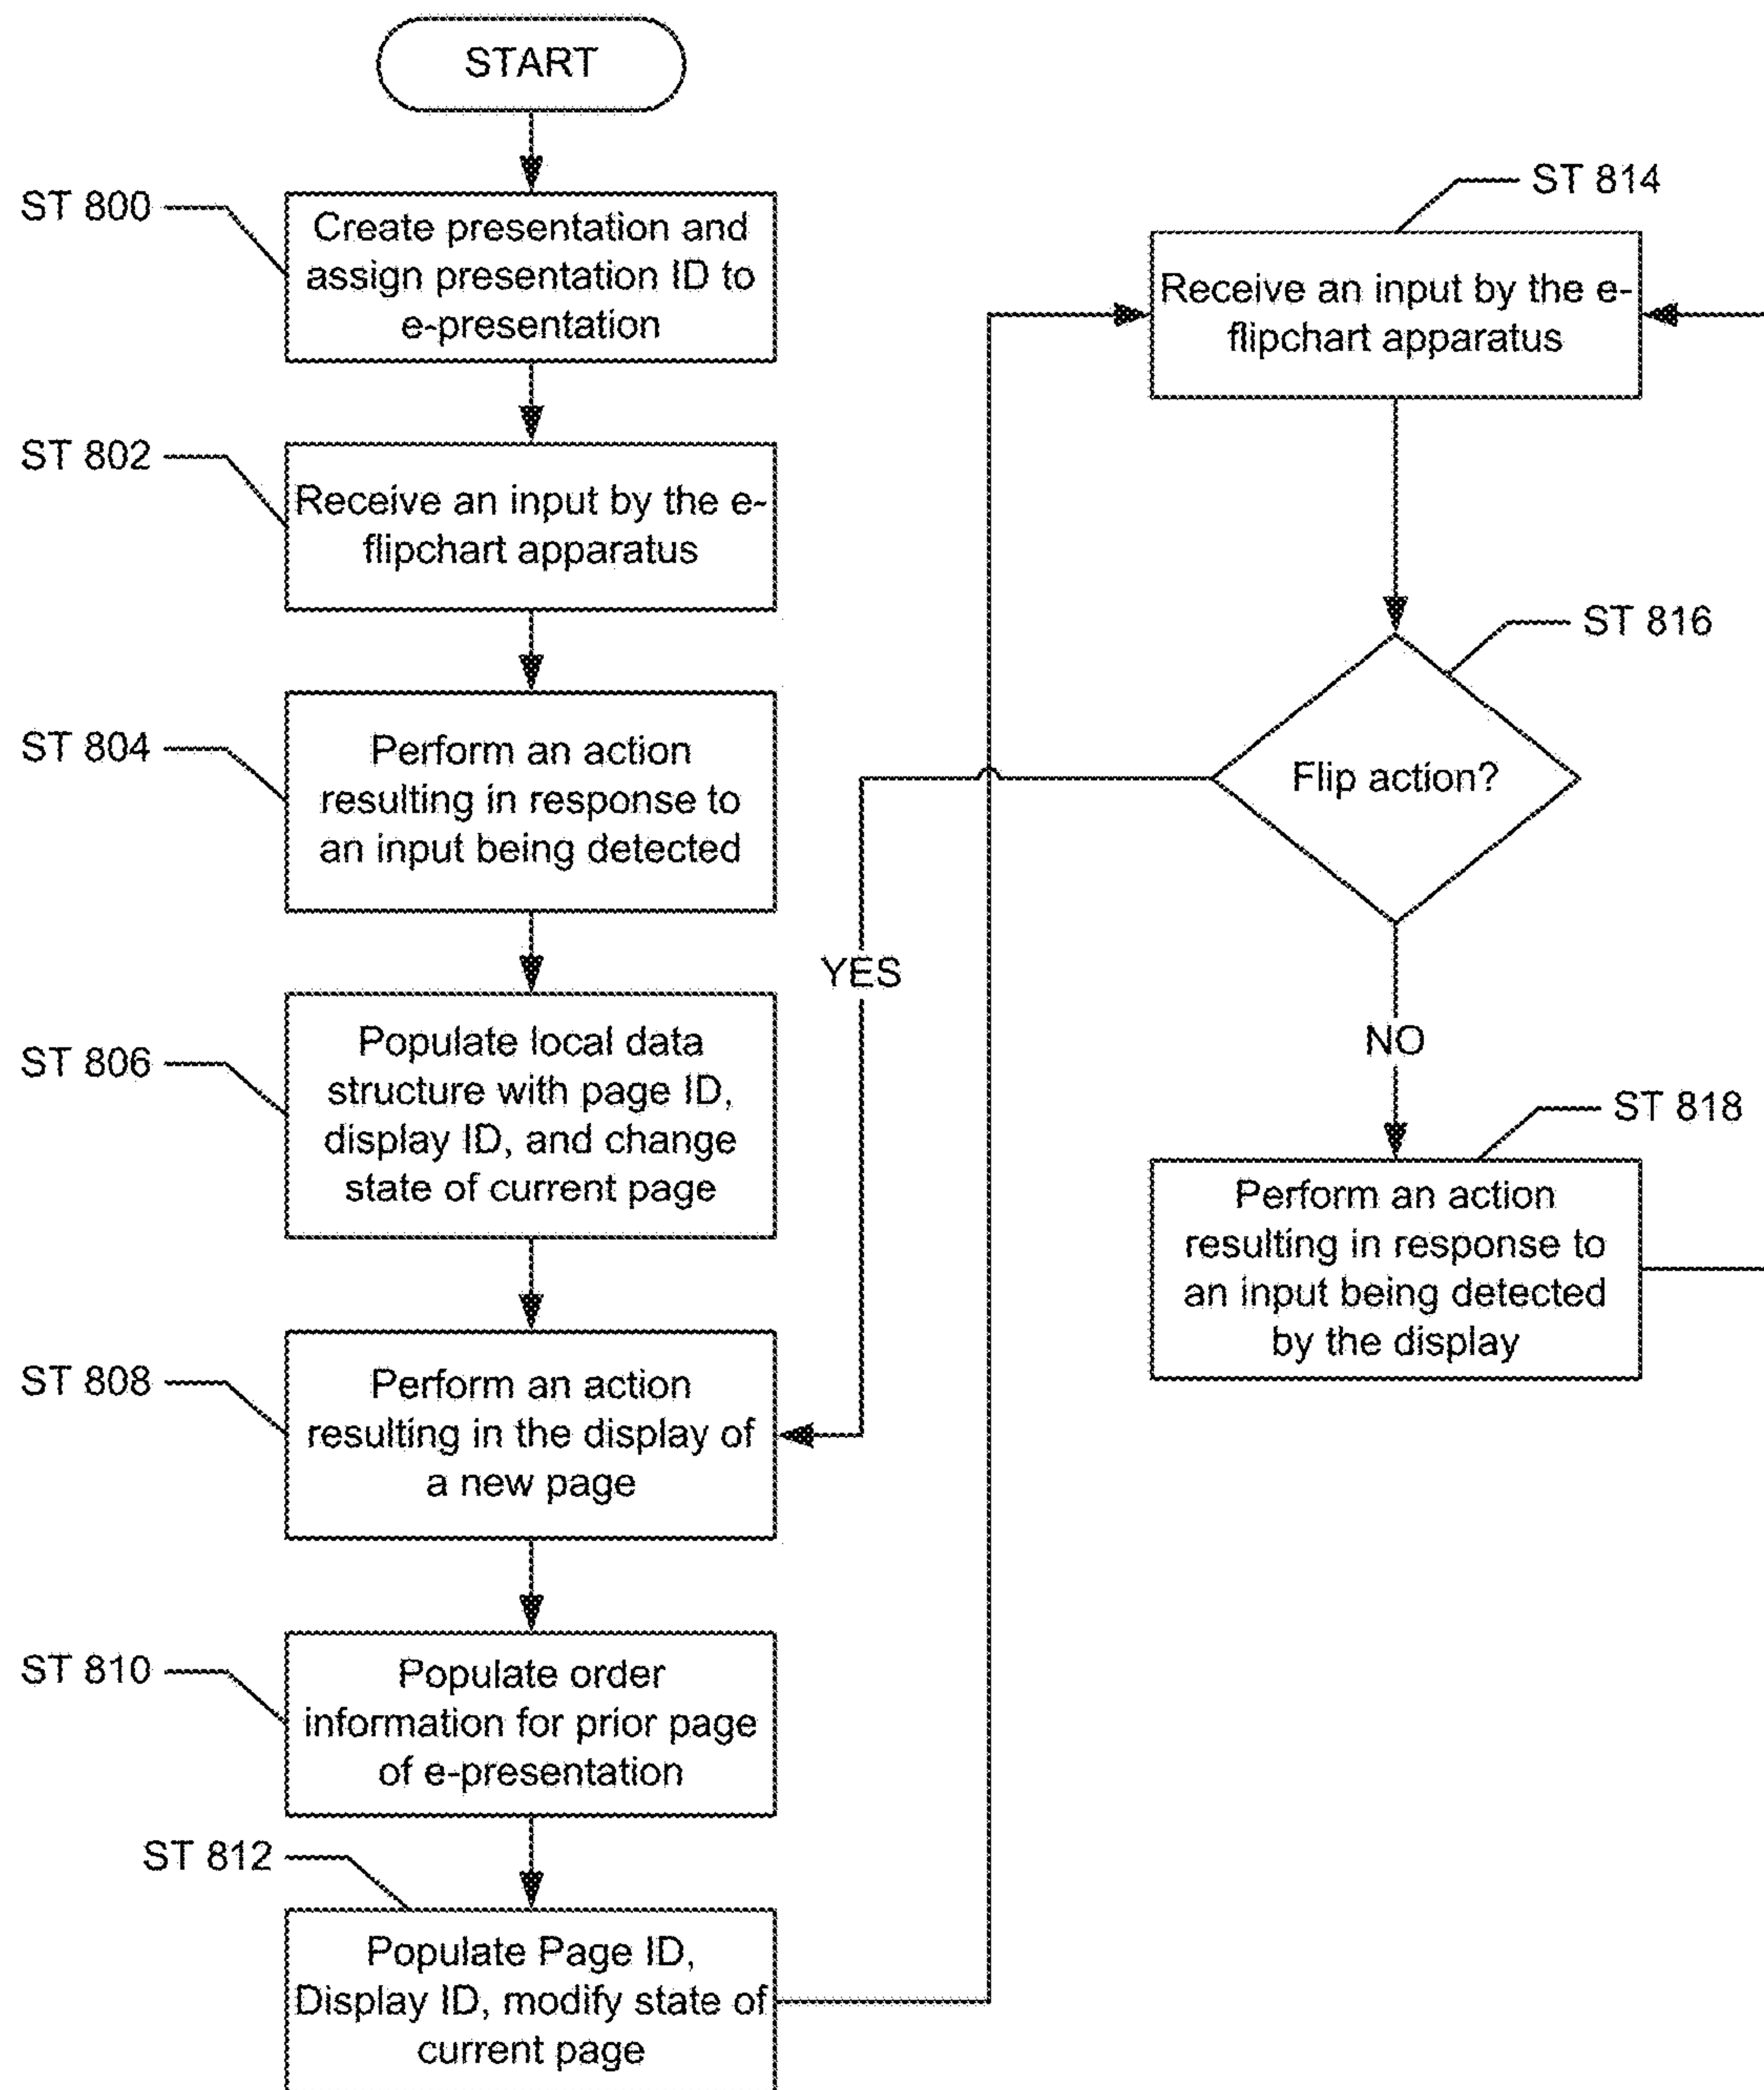 START
ST 800
Create presentation and
assign presentation ID to
e-presentation
ST 802
Receive an input by the e-
flipchart apparatus
ST 804
Perform an action
resulting in response to
an input being detected
ST 806
Populate local data
structure with page ID,
display ID, and change
state of current page
ST 808
Perform an action
resulting in the display of
a new page
ST 810
Populate order
information for prior page
of e-presentation
ST 812
Populate Page ID,
Display ID, modify state of
current page
YES
ST 814
Receive an input by the e-
flipchart apparatus
ST 816
Flip action?
NO
ST 818
Perform an action
resulting in response to
an input being detected
by the display